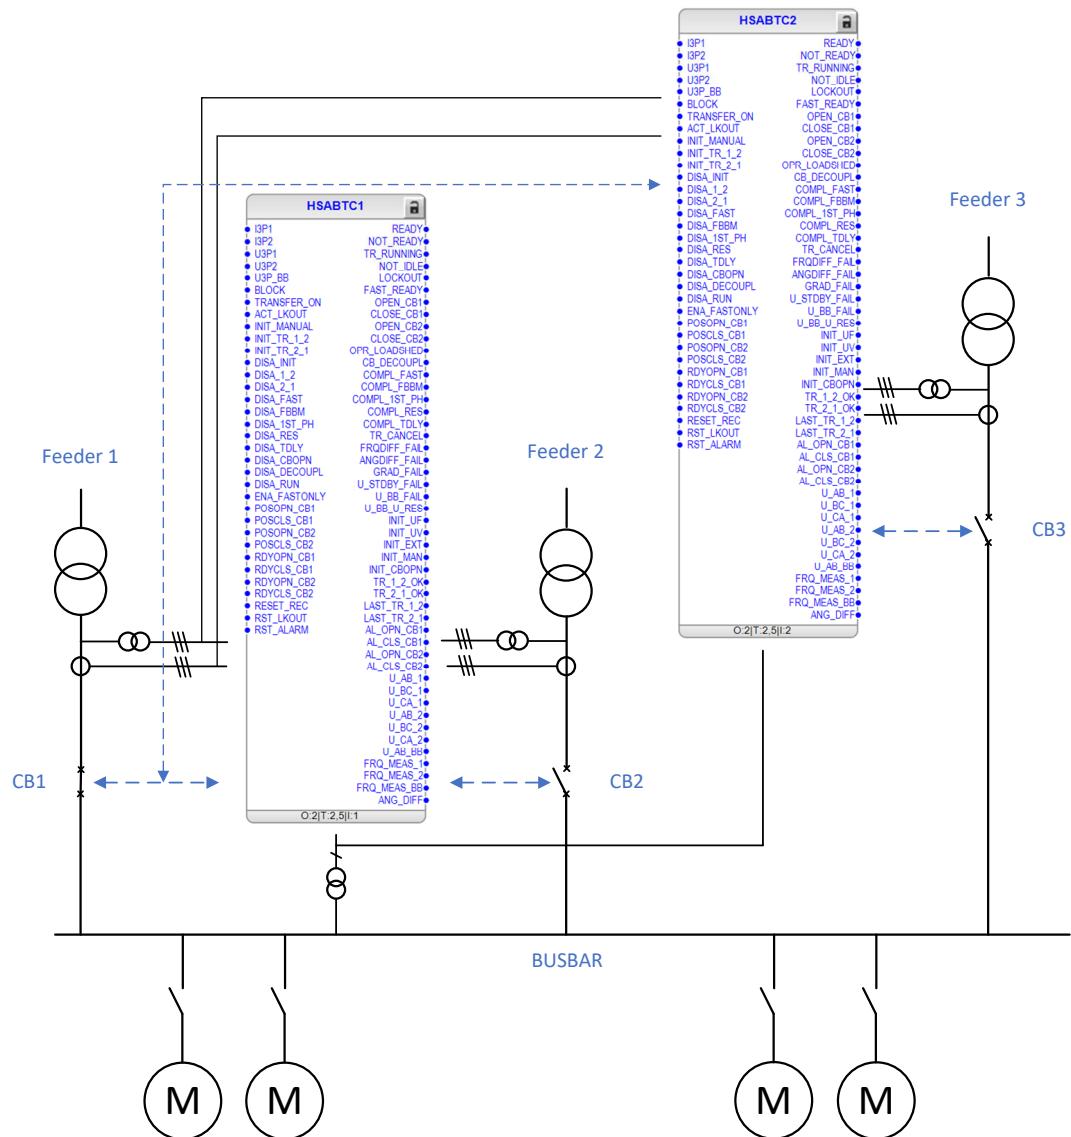 HSABTC2
I3P1
I3P2
U3P1
U3P2
U3P_BB
BLOCK
TRANSFER_ON
ACT_LKOUT
INIT_MANUAL
INIT_TR_1_2
INIT_TR_2_1
DISA_INIT
DISA_1_2
DISA_2_1
DISA_FAST
DISA_FBBM
DISA_1ST_PH
DISA_RES
DISA_TDLY
DISA_CBOPN
DISA_DECOUPL
DISA_RUN
ENA_FASTONLY
POSOPN_CB1
POSCLS_CB1
POSOPN_CB2
POSCLS_CB2
RDYOPN_CB1
RDYCLS_CB1
RDYOPN_CB2
RDYCLS_CB2
RESET_REC
RST_LKOUT
RST_ALARM
READY
NOT_READY
TR_RUNNING
NOT_IDLE
LOCKOUT
FAST_READY
OPEN_CB1
CLOSE_CB1
OPEN_CB2
CLOSE_CB2
OPR_LOADSHED
CB_DECOUPL
COMPL_FAST
COMPL_FBBM
COMPL_1ST_PH
COMPL_RES
COMPL_TDLY
TR_CANCEL
FRQDIFF_FAIL
ANGDIFF_FAIL
GRAD_FAIL
U_STDBY_FAIL
U_BB_FAIL
U_BB_U_RES
INIT_UF
INIT_UV
INIT_EXT
INIT_MAN
INIT_CBOPN
TR_1_2_OK
TR_2_1_OK
LAST_TR_1_2
LAST_TR_2_1
AL_OPN_CB1
AL_CLS_CB1
AL_OPN_CB2
AL_CLS_CB2
U_AB_1
U_BC_1
U_CA_1
U_AB_2
U_BC_2
U_CA_2
U_AB_BB
FRQ_MEAS_1
FRQ_MEAS_2
FRQ_MEAS_BB
ANG_DIFF
O:2|T:2,5|I:2
Feeder 3
CB3
HSABTC1
I3P1
I3P2
U3P1
U3P2
U3P_BB
BLOCK
TRANSFER_ON
ACT_LKOUT
INIT_MANUAL
INIT_TR_1_2
INIT_TR_2_1
DISA_INIT
DISA_1_2
DISA_2_1
DISA_FAST
DISA_FBBM
DISA_1ST_PH
DISA_RES
DISA_TDLY
DISA_CBOPN
DISA_DECOUPL
DISA_RUN
ENA_FASTONLY
POSOPN_CB1
POSCLS_CB1
POSOPN_CB2
POSCLS_CB2
RDYOPN_CB1
RDYCLS_CB1
RDYOPN_CB2
RDYCLS_CB2
RESET_REC
RST_LKOUT
RST_ALARM
READY
NOT_READY
TR_RUNNING
NOT_IDLE
LOCKOUT
FAST_READY
OPEN_CB1
CLOSE_CB1
OPEN_CB2
CLOSE_CB2
OPR_LOADSHED
CB_DECOUPL
COMPL_FAST
COMPL_FBBM
COMPL_1ST_PH
COMPL_RES
COMPL_TDLY
TR_CANCEL
FRQDIFF_FAIL
ANGDIFF_FAIL
GRAD_FAIL
U_STDBY_FAIL
U_BB_FAIL
U_BB_U_RES
INIT_UF
INIT_UV
INIT_EXT
INIT_MAN
INIT_CBOPN
TR_1_2_OK
TR_2_1_OK
LAST_TR_1_2
LAST_TR_2_1
AL_OPN_CB1
AL_CLS_CB1
AL_OPN_CB2
AL_CLS_CB2
U_AB_1
U_BC_1
U_CA_1
U_AB_2
U_BC_2
U_CA_2
U_AB_BB
FRQ_MEAS_1
FRQ_MEAS_2
FRQ_MEAS_BB
ANG_DIFF
O:2|T:2,5|I:1
Feeder 1
Feeder 2
CB1
CB2
BUSBAR
M
M
M
M